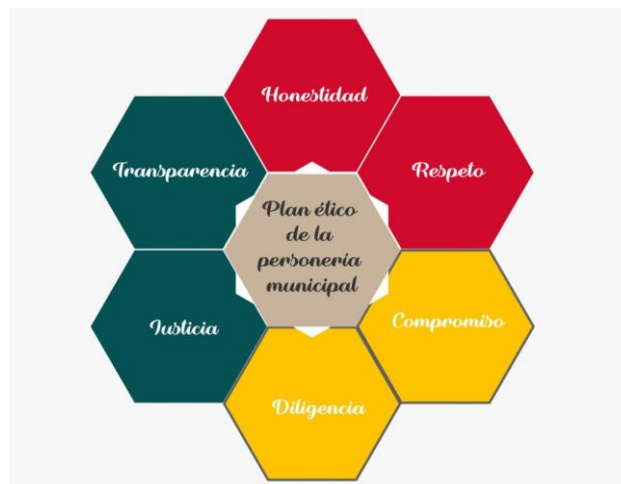 Honestidad
Transparencia
Respeto
Plan ético
de la
personería
municipal
Justicia
Compromiso
Diligencia